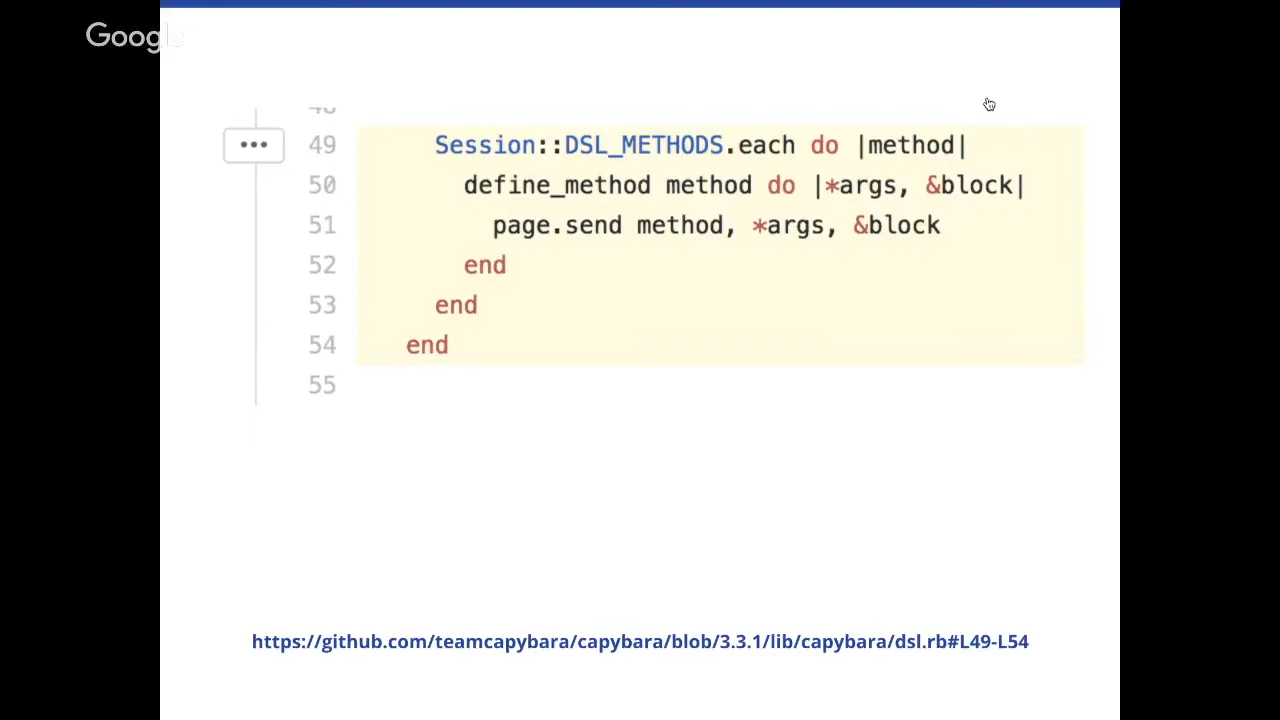 Google
49 Session::DSL_METHODS.each do |method|
50 define_method method do |*args, &block|
51 page.send method, *args, &block
52 end
53 end
54 end
55
https://github.com/teamcapybara/capybara/blob/3.3.1/lib/capybara/dsl.rb#L49-L54